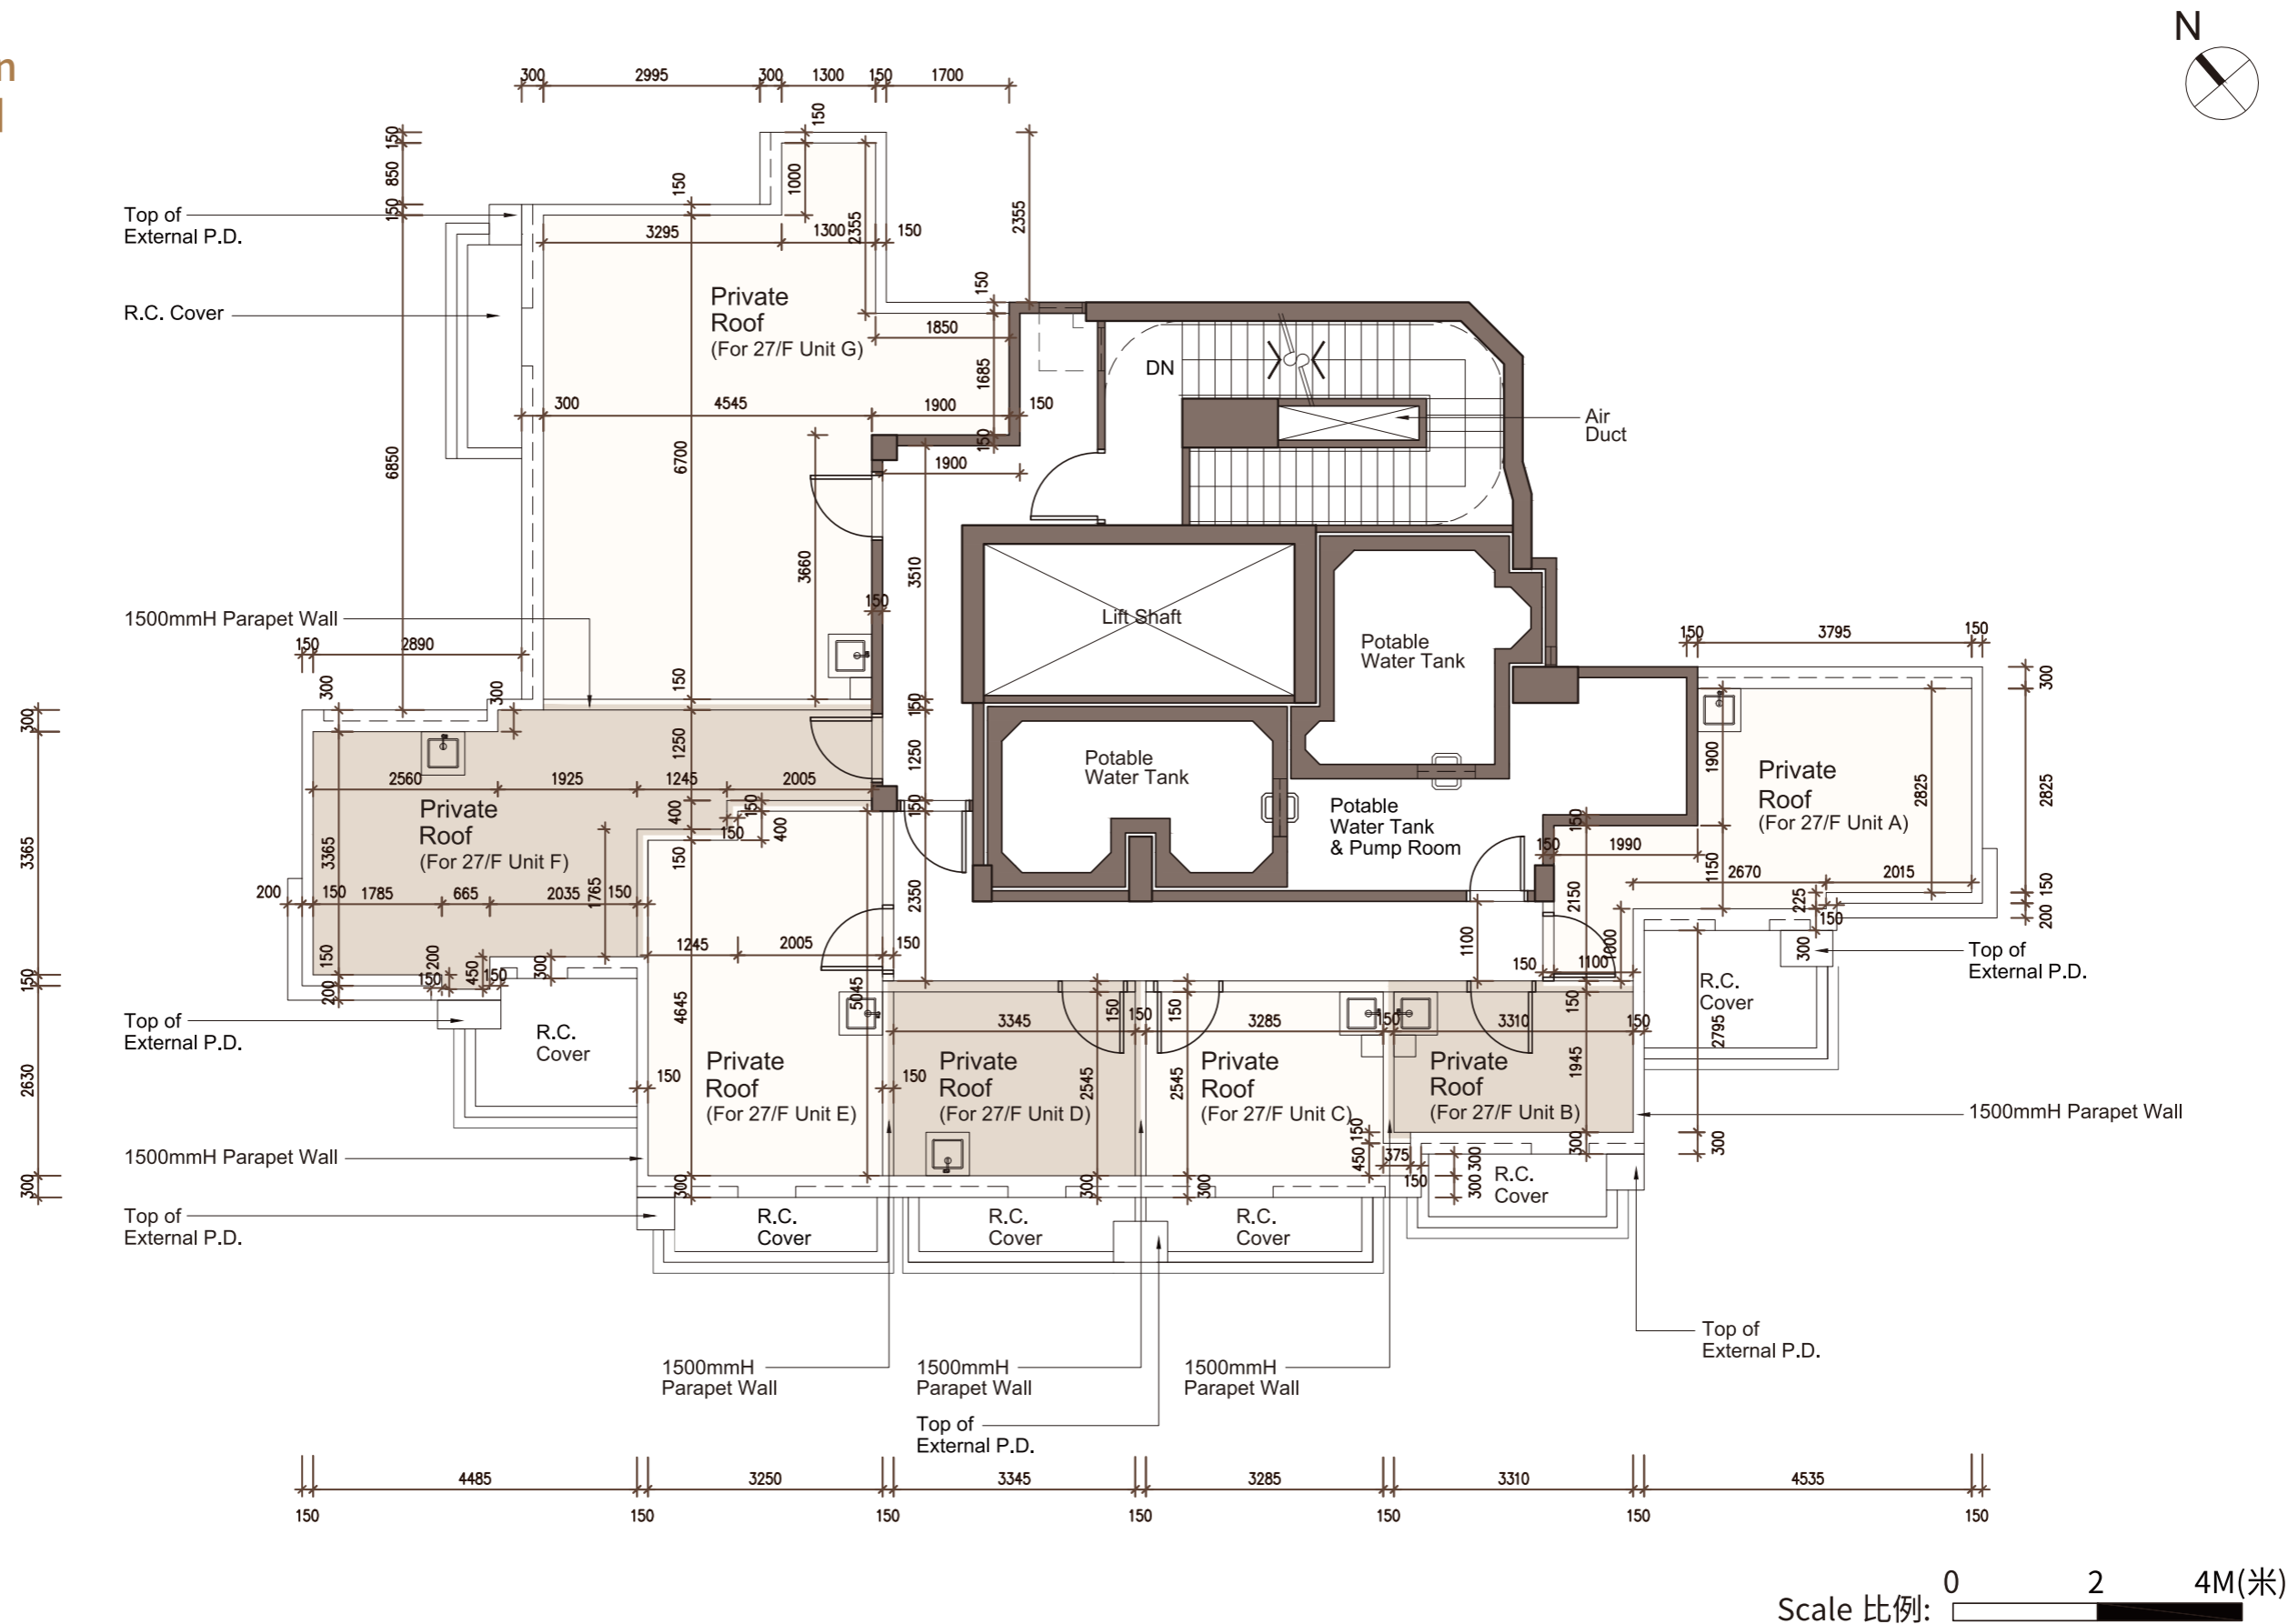 n
N
300 2995 300 1300 150 1700
150
150
850
150
1000
150
2355
2355
Top of
External P.D.
3295 1300 150
R.C. Cover
Private
Roof
(For 27/F Unit G)
150
1850
1685
DN
Air
Duct
300 4545 1900 150
150
1900
6850
6700
3660
3510
150
Lift Shaft
Potable
Water Tank
1500mmH Parapet Wall
150 2890
150 3795 150
300
300
300
150
150
300
1250
1250
Potable
Water Tank
1900
2825
2825
Private
Roof
(For 27/F Unit A)
2560 1925 1245 2005
Private
Roof
(For 27/F Unit F)
400
150
150
400
150
150
Potable
Water Tank
& Pump Room
150
150 1990
1150
3365
3365
2670 2015
200 150 1785 665 2035 150
1765
2350
2150
225
150
200
150
1245 2005 150
1100
1000
300
Top of
External P.D.
150
200
450
150
150
300
150
200
150 1100
R.C.
Cover
2795
Top of
External P.D.
R.C.
Cover
4645
5045
3345
150
150
150
3285
150
3310
150
150
2630
Private
Roof
(For 27/F Unit E)
Private
Roof
(For 27/F Unit D)
Private
Roof
(For 27/F Unit C)
Private
Roof
(For 27/F Unit B)
150
150
2545
2545
1945
1500mmH Parapet Wall
1500mmH Parapet Wall
150
450
375
150
300
300
300
300
R.C.
Cover
300
300
300
300
Top of
External P.D.
R.C.
Cover
R.C.
Cover
R.C.
Cover
Top of
External P.D.
1500mmH
Parapet Wall
1500mmH
Parapet Wall
1500mmH
Parapet Wall
Top of
External P.D.
4485 3250 3345 3285 3310 4535
150 150 150 150 150 150 150
0 2 4M(米)
Scale 比例: